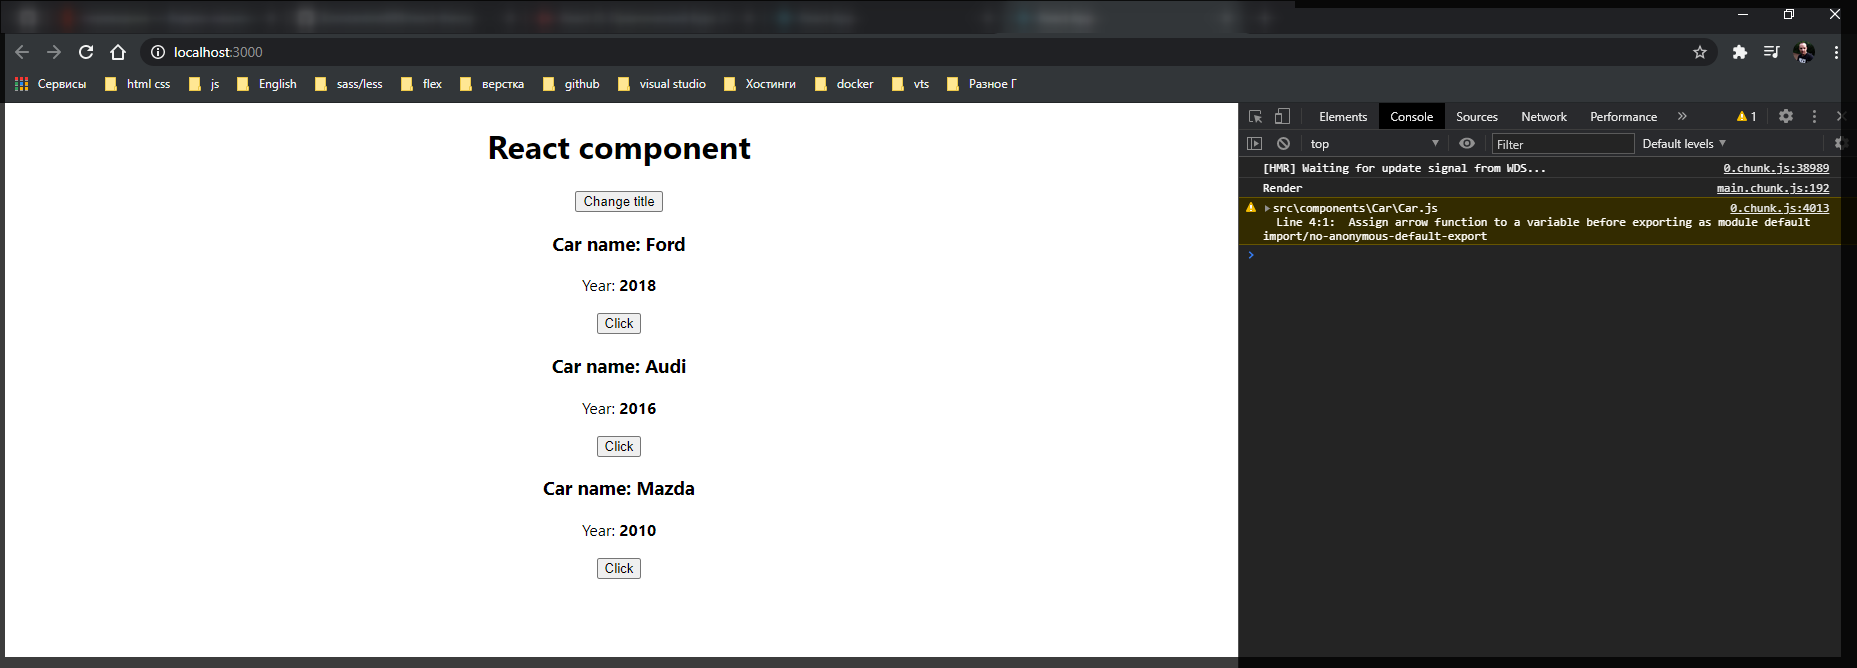 localhost:3000
Сервисы html css js English sass/less flex верстка github visual studio Хостинги docker vts Разное Г
React component
Change title
Car name: Ford
Year: 2018
Click
Car name: Audi
Year: 2016
Click
Car name: Mazda
Year: 2010
Click
Elements Console Sources Network Performance » 1
top Filter Default levels
[HMR] Waiting for update signal from WDS... 0.chunk.js:38989
Render main.chunk.js:192
src\components\Car\Car.js 0.chunk.js:4013
Line 4:1: Assign arrow function to a variable before exporting as module default
import/no-anonymous-default-export